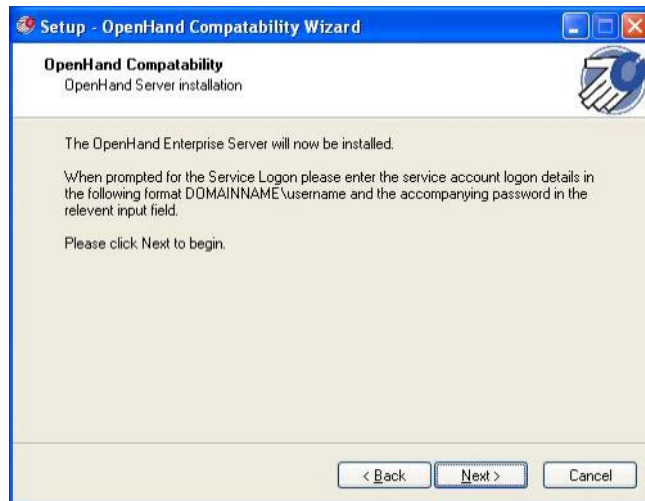 Setup - OpenHand Compatability Wizard
OpenHand Compatability
OpenHand Server installation
The OpenHand Enterprise Server will now be installed.
When prompted for the Service Logon please enter the service account logon details in
the following format DOMAINNAME\username and the accompanying password in the
relevent input field.
Please click Next to begin.
< Back
Next >
Cancel